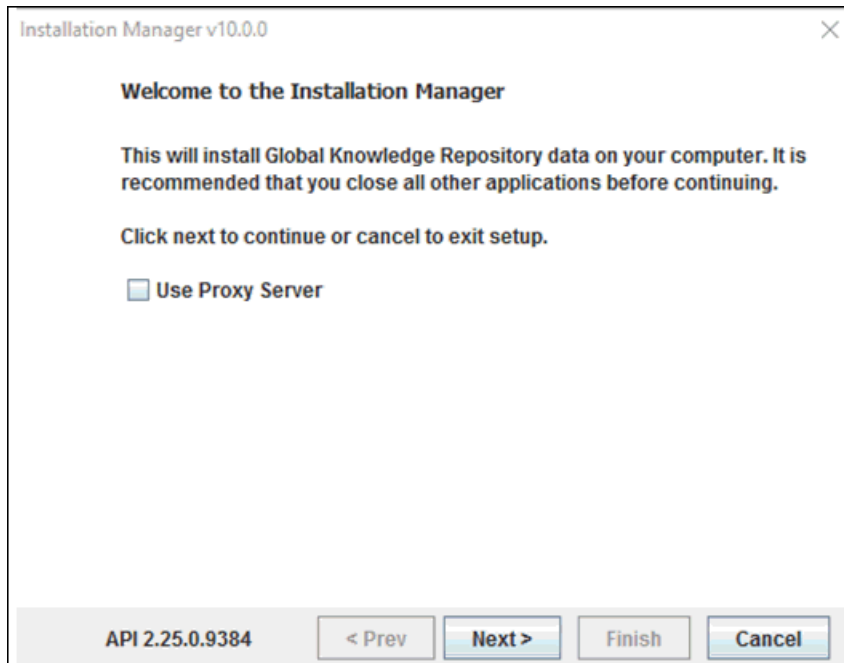 Installation Manager v10.0.0
Welcome to the Installation Manager
This will install Global Knowledge Repository data on your computer. It is
recommended that you close all other applications before continuing.
Click next to continue or cancel to exit setup.
Use Proxy Server
API 2.25.0.9384 < Prev Next > Finish Cancel